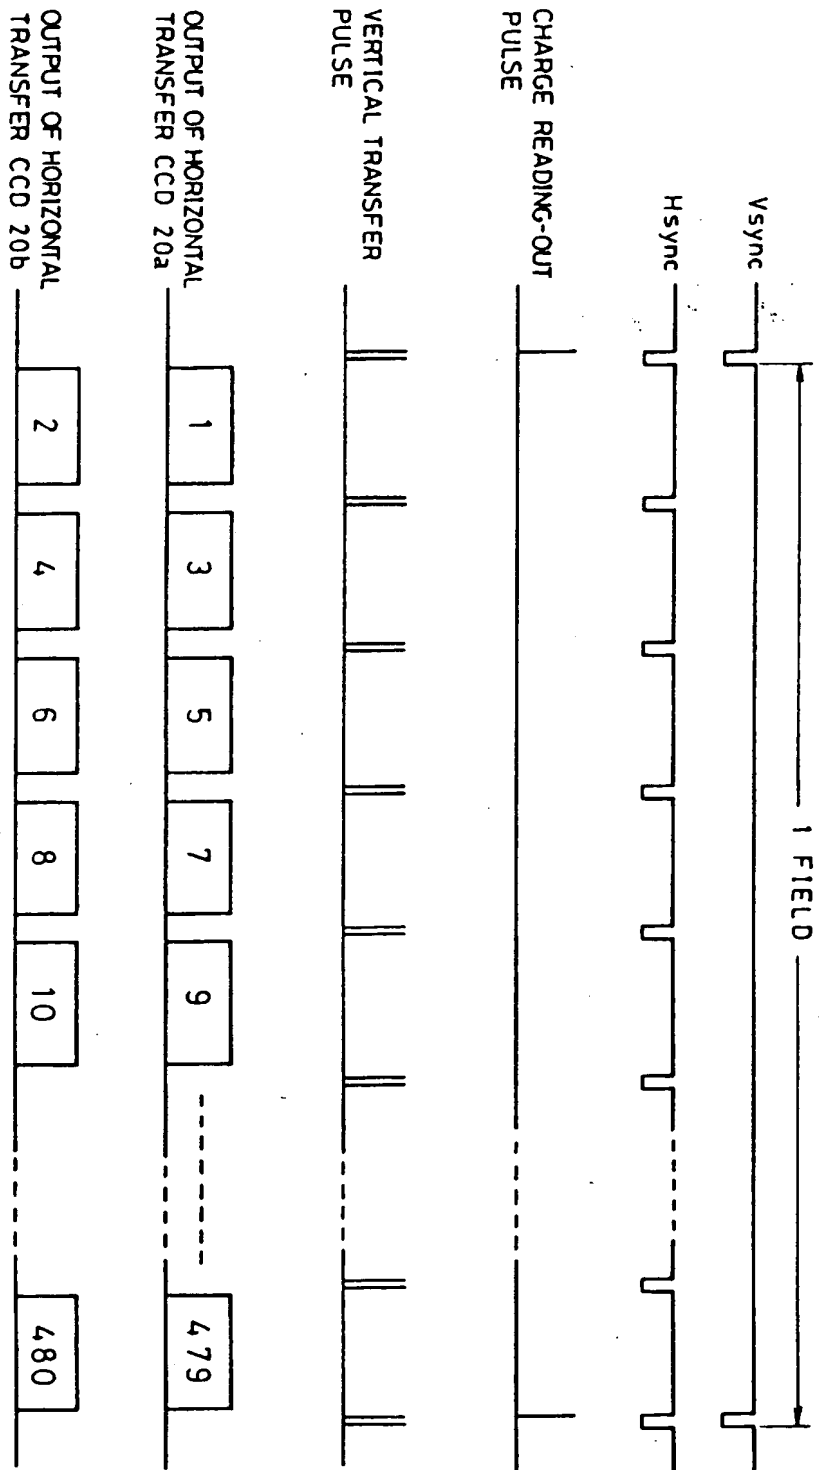 1 FIELD
Vsync
Hsync
CHARGE READING-OUT
PULSE
VERTICAL TRANSFER
PULSE
OUTPUT OF HORIZONTAL
TRANSFER CCD 20a
1 3 5 7 9 479
OUTPUT OF HORIZONTAL
TRANSFER CCD 20b
2 4 6 8 10 480